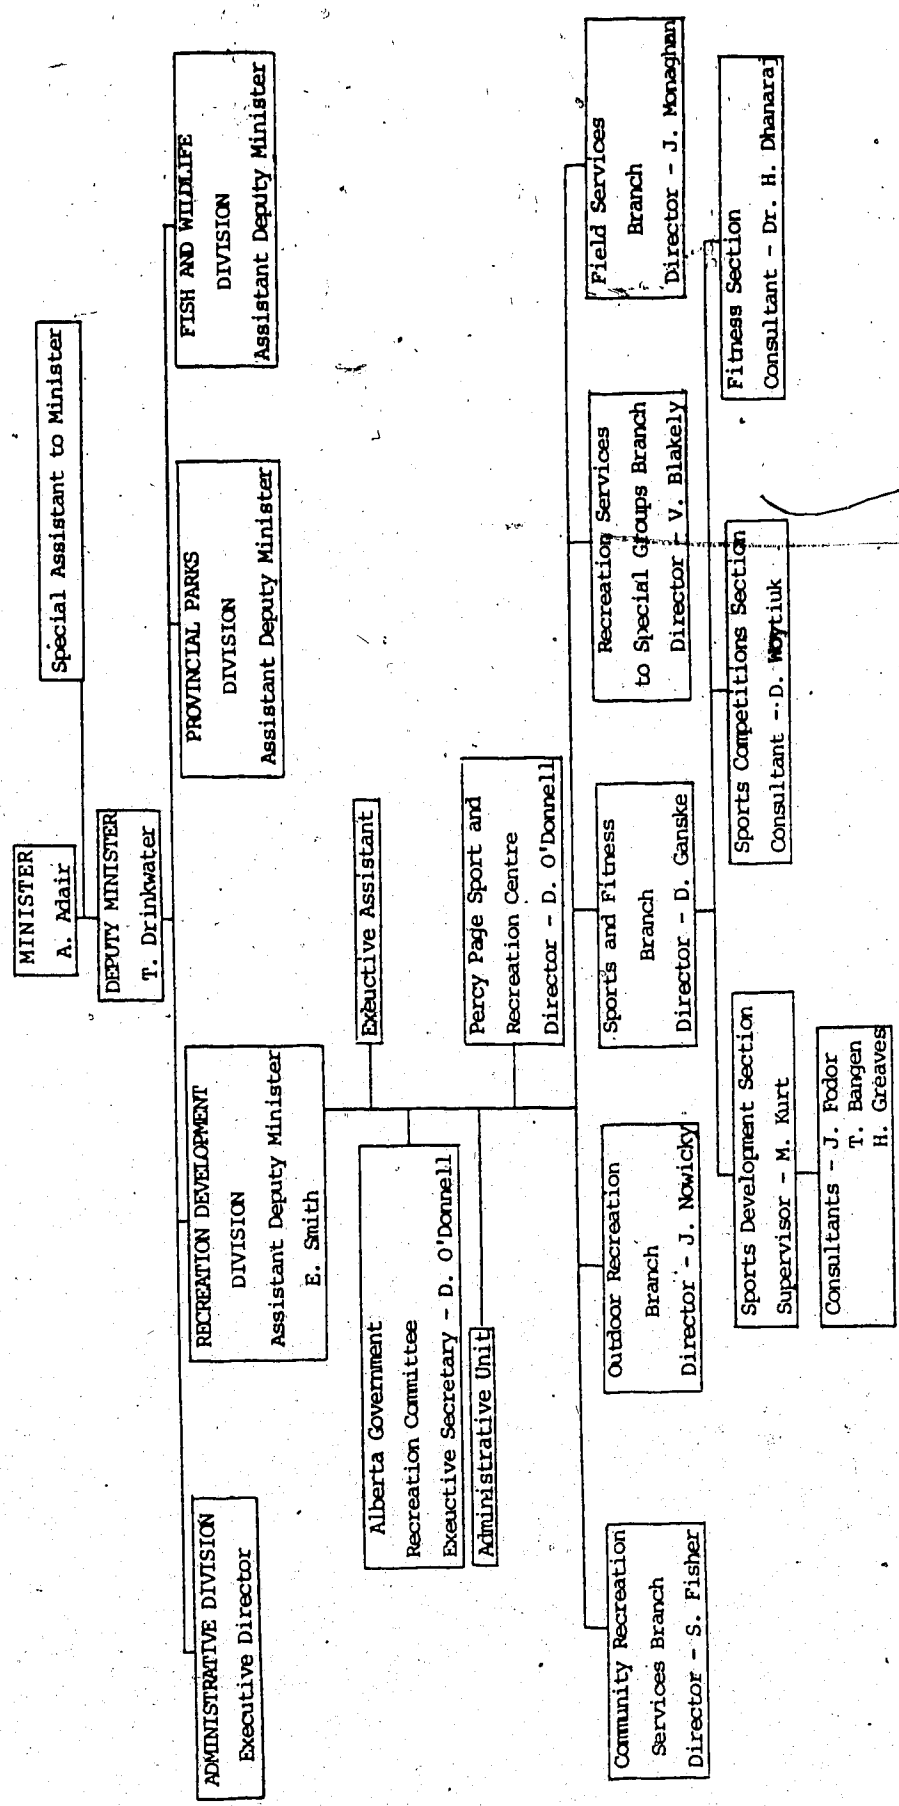 MINISTER
A. Adair
Special Assistant to Minister
DEPUTY MINISTER
T. Drinkwater
ADMINISTRATIVE DIVISION
Executive Director
RECREATION DEVELOPMENT
DIVISION
Assistant Deputy Minister
E. Smith
PROVINCIAL PARKS
DIVISION
Assistant Deputy Minister
FISH AND WILDLIFE
DIVISION
Assistant Deputy Minister
Exeuctive Assistant
Alberta Government
Recreation Committee
Exeuctive Secretary - D. O'Donnell
Administrative Unit
Percy Page Sport and
Recreation Centre
Director - D. O'Donnell
Community Recreation
Services Branch
Director - S. Fisher
Outdoor Recreation
Branch
Director - J. Nowicky
Sports and Fitness
Branch
Director - D. Ganske
Recreation Services
to Special Groups Branch
Director - V. Blakely
Field Services
Branch
Director - J. Monaghan
Sports Development Section
Supervisor - M. Kurt
Consultants - J. Fodor
T. Bangen
H. Greaves
Sports Competitions Section
Consultant - D. Woytiuk
Fitness Section
Consultant - Dr. H. Dhanaraj